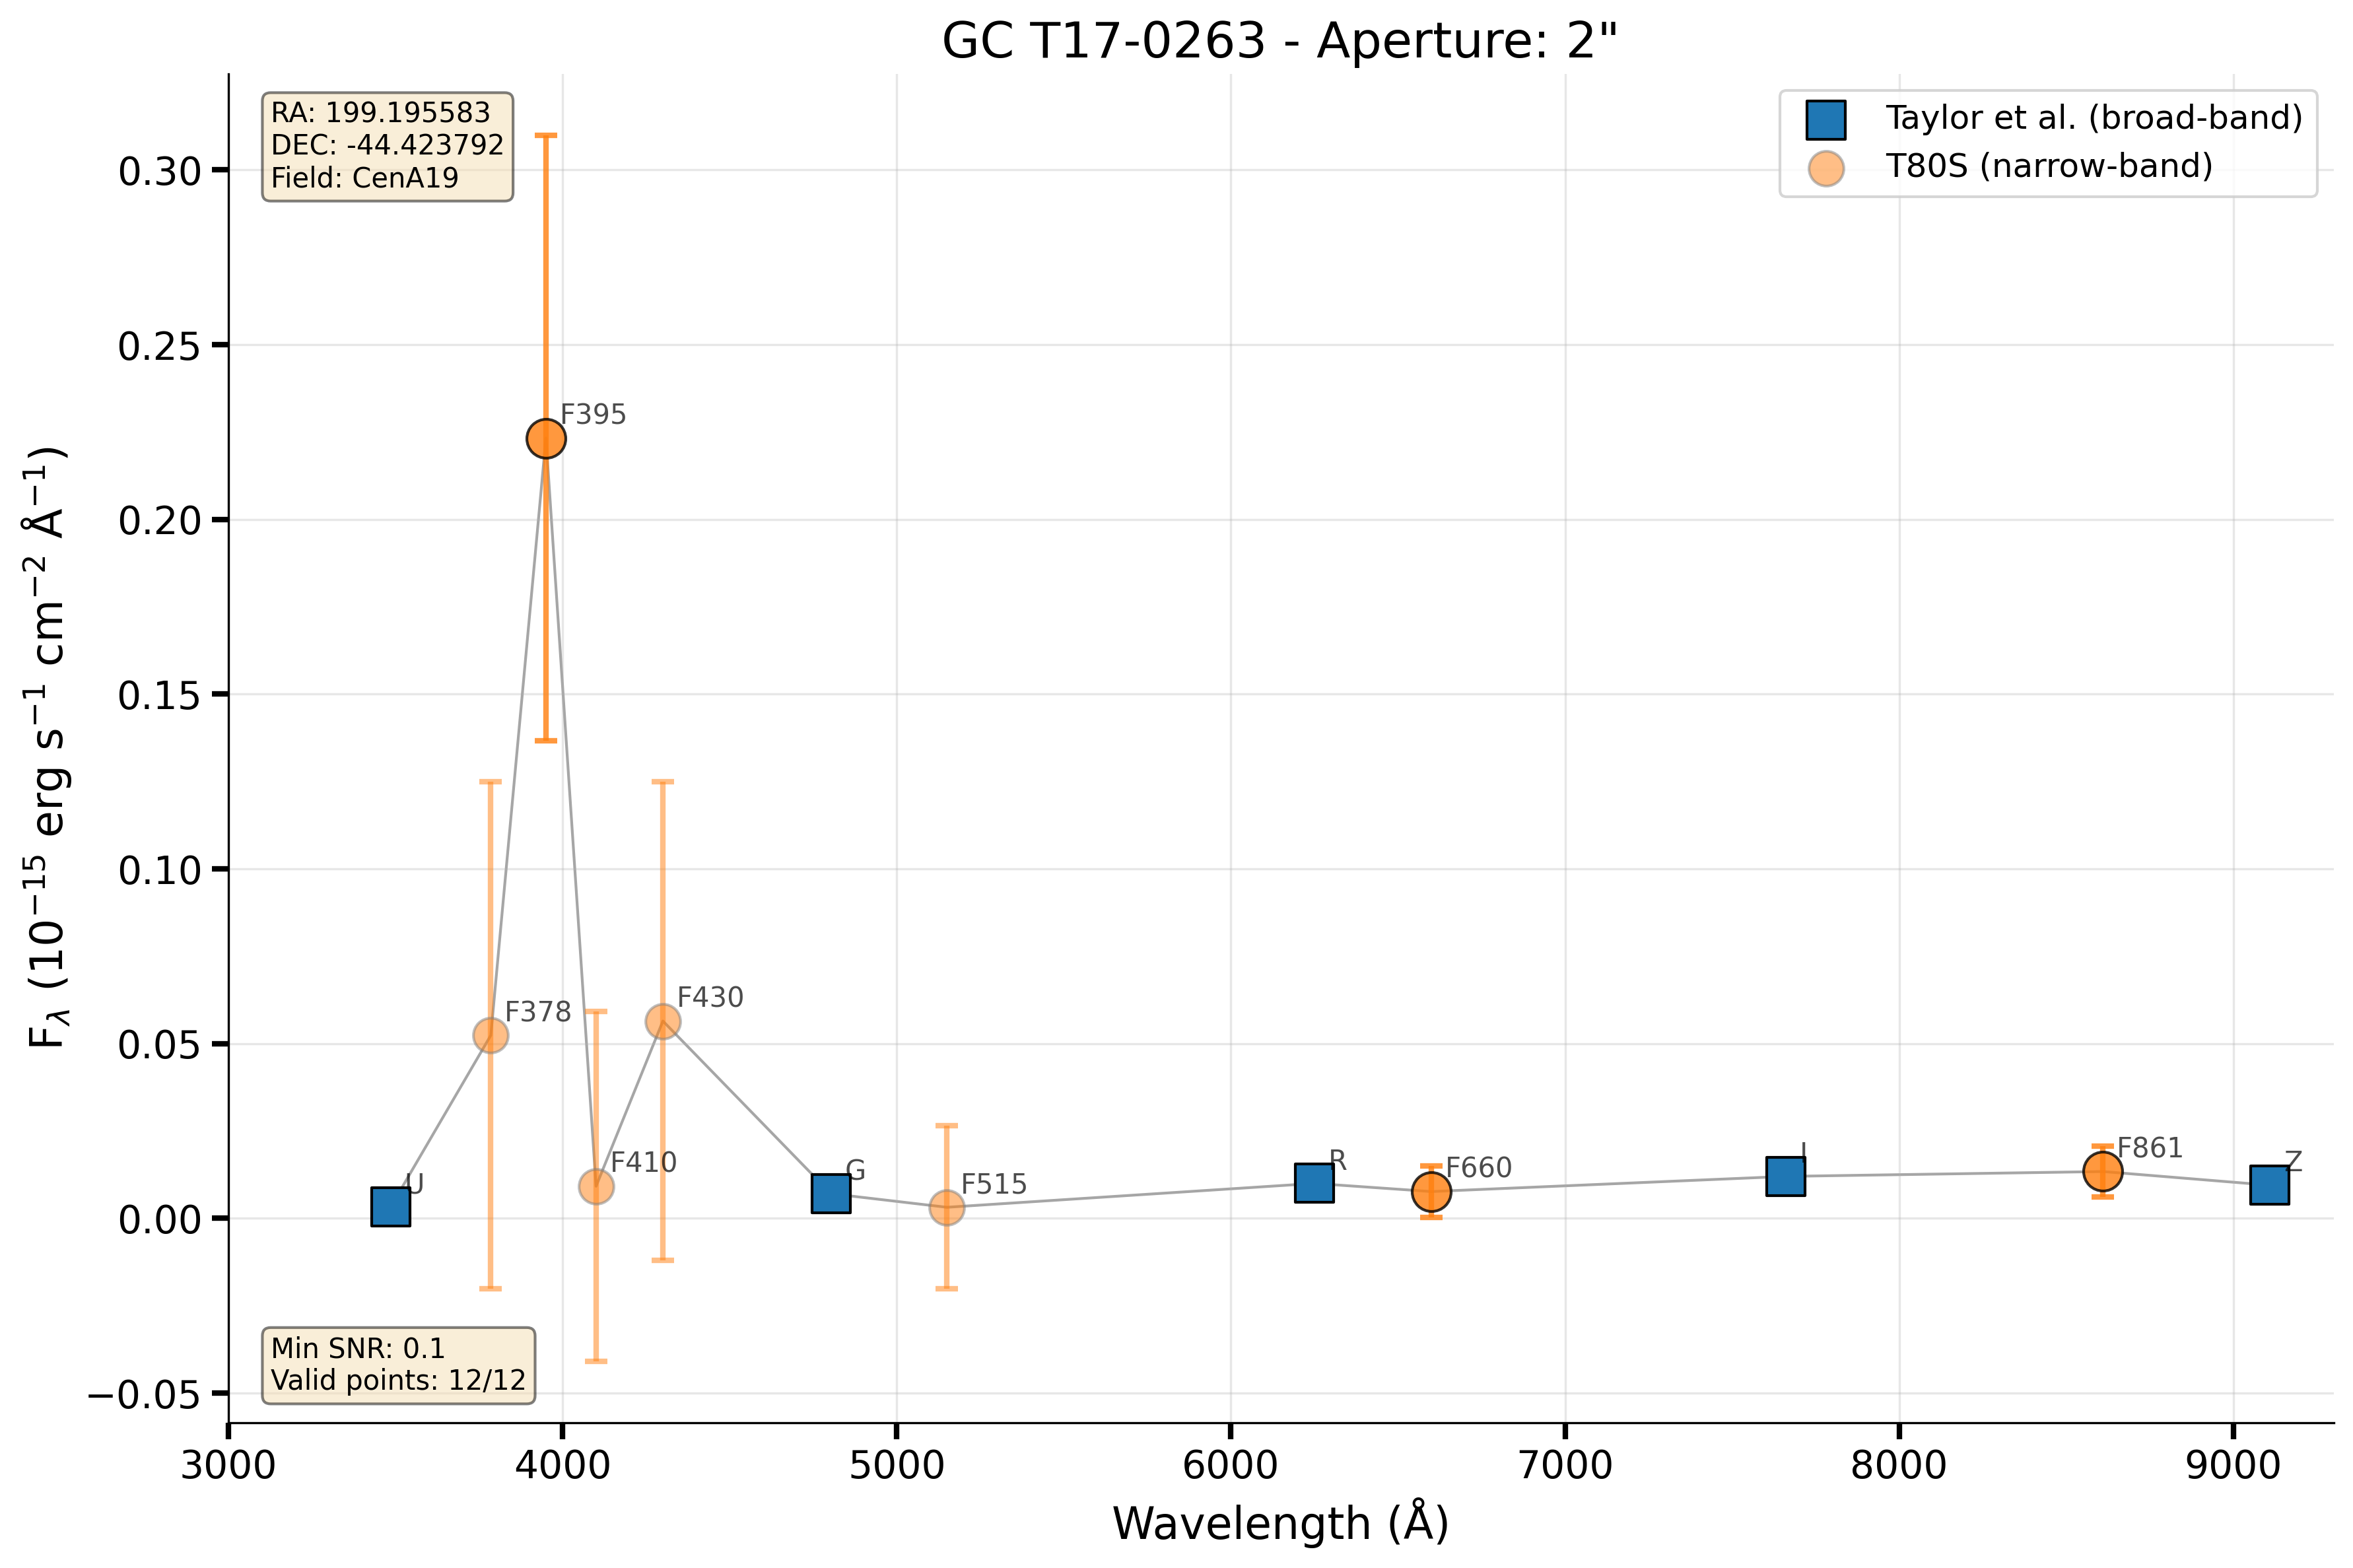 GC T17-0263 - Aperture: 2"
RA: 199.195583
DEC: -44.423792
Field: CenA19
Taylor et al. (broad-band)
T80S (narrow-band)
F_λ (10⁻¹⁵ erg s⁻¹ cm⁻² Å⁻¹)
0.30
0.25
0.20
0.15
0.10
0.05
0.00
−0.05
U
F378
F395
F410
F430
G
F515
R
F660
I
F861
Z
Min SNR: 0.1
Valid points: 12/12
3000 4000 5000 6000 7000 8000 9000
Wavelength (Å)